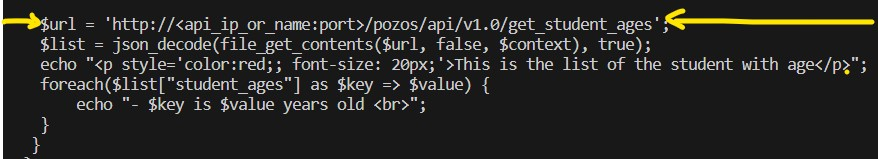 $url = 'http://<api_ip_or_name:port>/pozos/api/v1.0/get_student_ages';
$list = json_decode(file_get_contents($url, false, $context), true);
echo "<p style='color:red;; font-size: 20px;'>This is the list of the student with age</p>";
foreach($list["student_ages"] as $key => $value) {
echo "- $key is $value years old <br>";
}
}